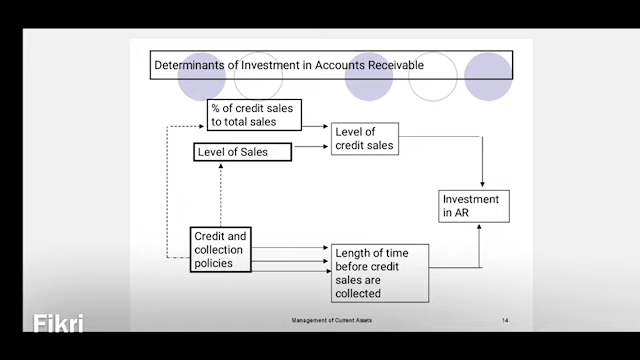 Determinants of Investment in Accounts Receivable
% of credit sales
to total sales
Level of Sales
Level of
credit sales
Investment
in AR
Credit and
collection
policies
Length of time
before credit
sales are
collected
Management of Current Assets
14
Fikri